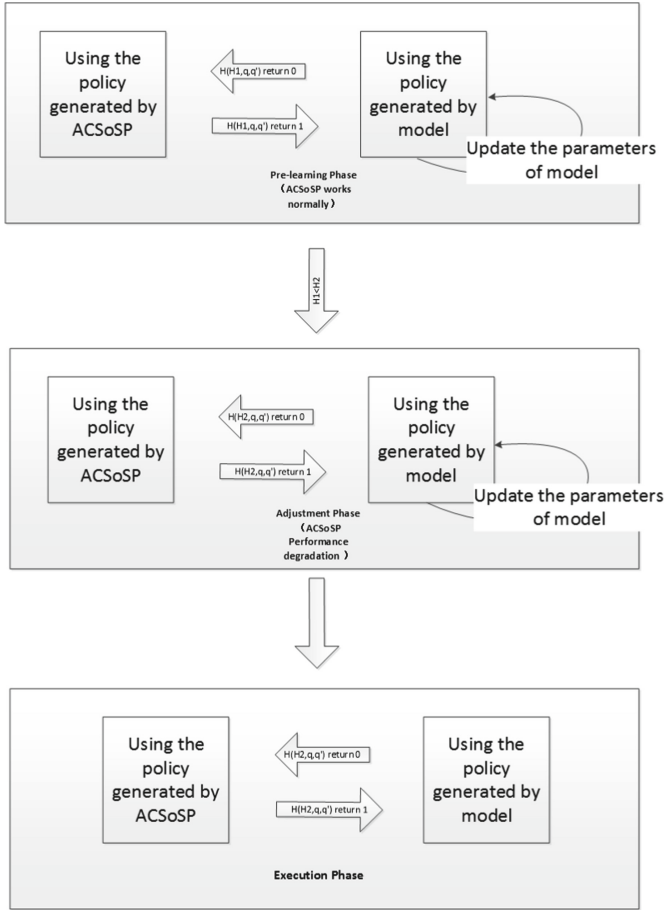 Using the
policy
generated by
ACSoSP
H(H1,q,q') return 0
H(H1,q,q') return 1
Using the
policy
generated by
model
Update the parameters
of model
Pre-learning Phase
（ACSoSP works
normally）
H1<H2
Using the
policy
generated by
ACSoSP
H(H2,q,q') return 0
H(H2,q,q') return 1
Using the
policy
generated by
model
Update the parameters
of model
Adjustment Phase
（ACSoSP
Performance
degradation ）
Using the
policy
generated by
ACSoSP
H(H2,q,q') return 0
H(H2,q,q') return 1
Using the
policy
generated by
model
Execution Phase